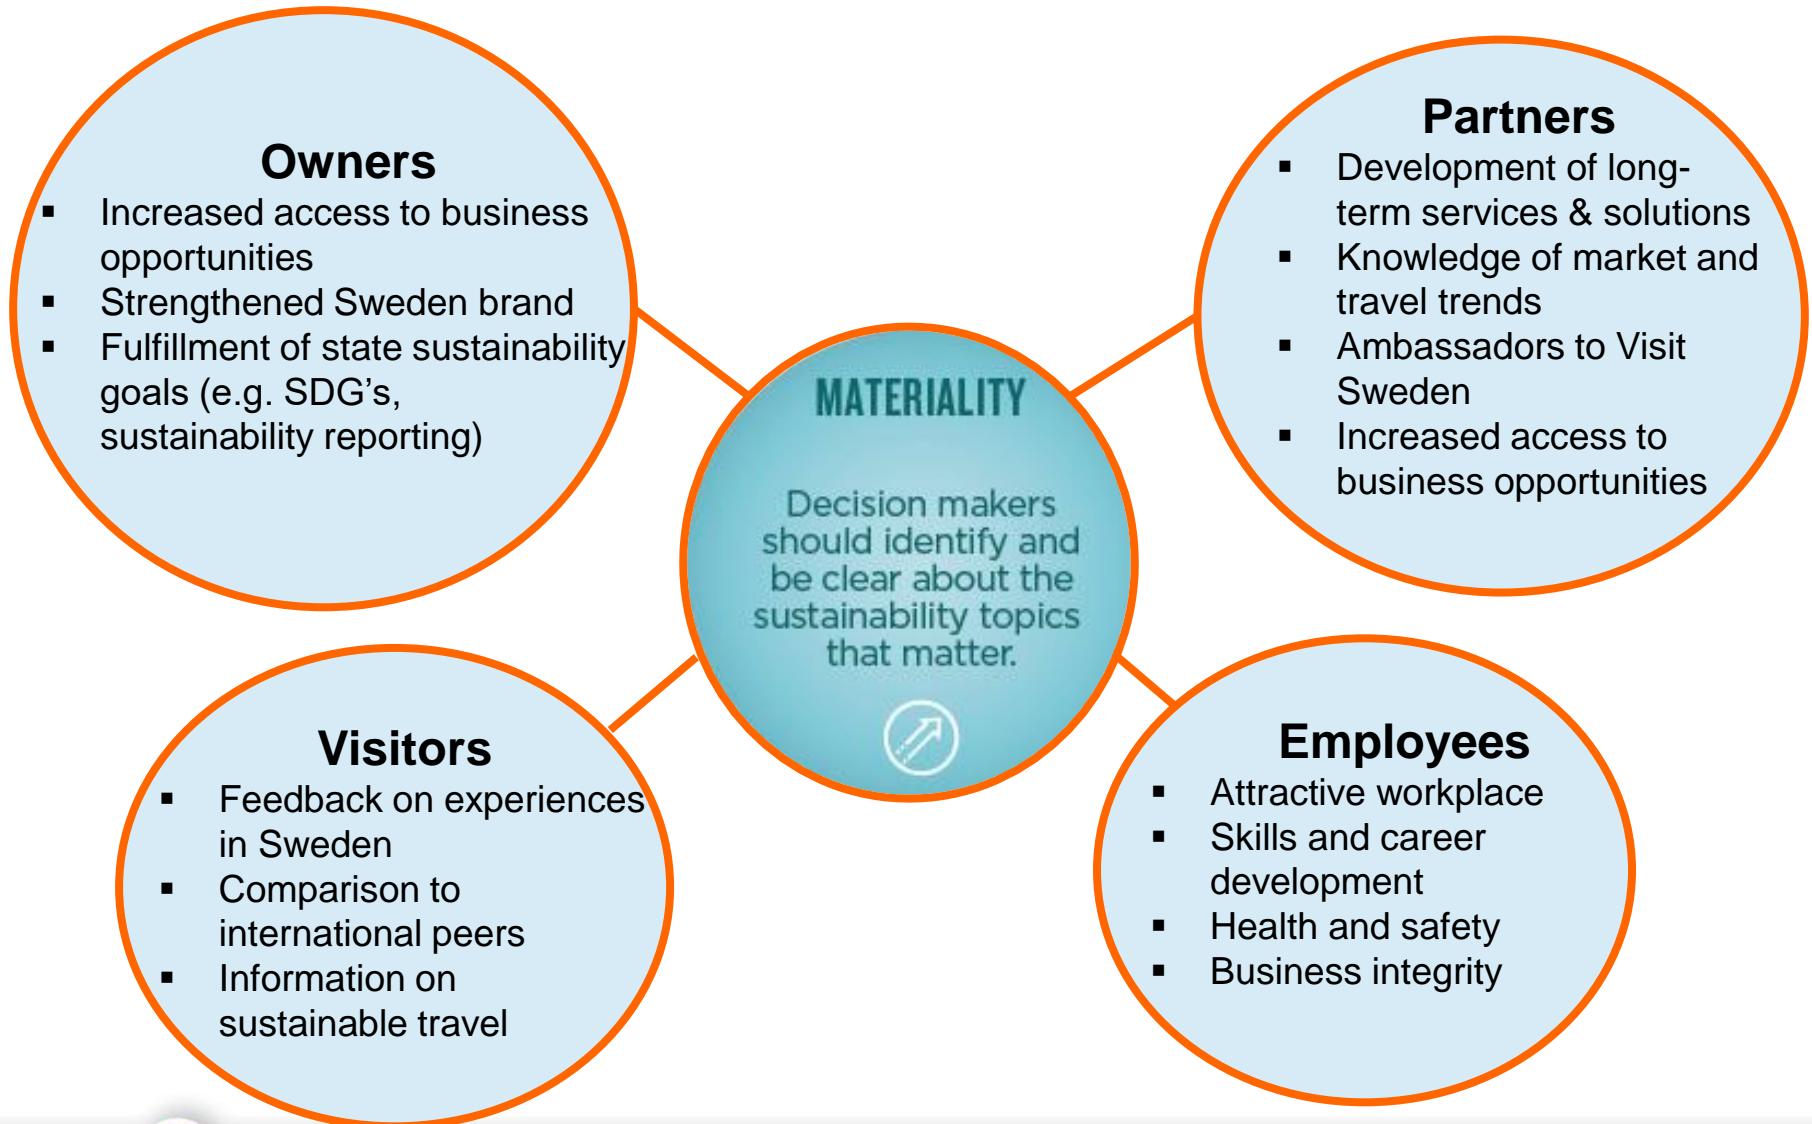 Owners
▪ Increased access to business
opportunities
▪ Strengthened Sweden brand
▪ Fulfillment of state sustainability
goals (e.g. SDG’s,
sustainability reporting)
Partners
▪ Development of long-
term services & solutions
▪ Knowledge of market and
travel trends
▪ Ambassadors to Visit
Sweden
▪ Increased access to
business opportunities
MATERIALITY
Decision makers
should identify and
be clear about the
sustainability topics
that matter.
Visitors
▪ Feedback on experiences
in Sweden
▪ Comparison to
international peers
▪ Information on
sustainable travel
Employees
▪ Attractive workplace
▪ Skills and career
development
▪ Health and safety
▪ Business integrity